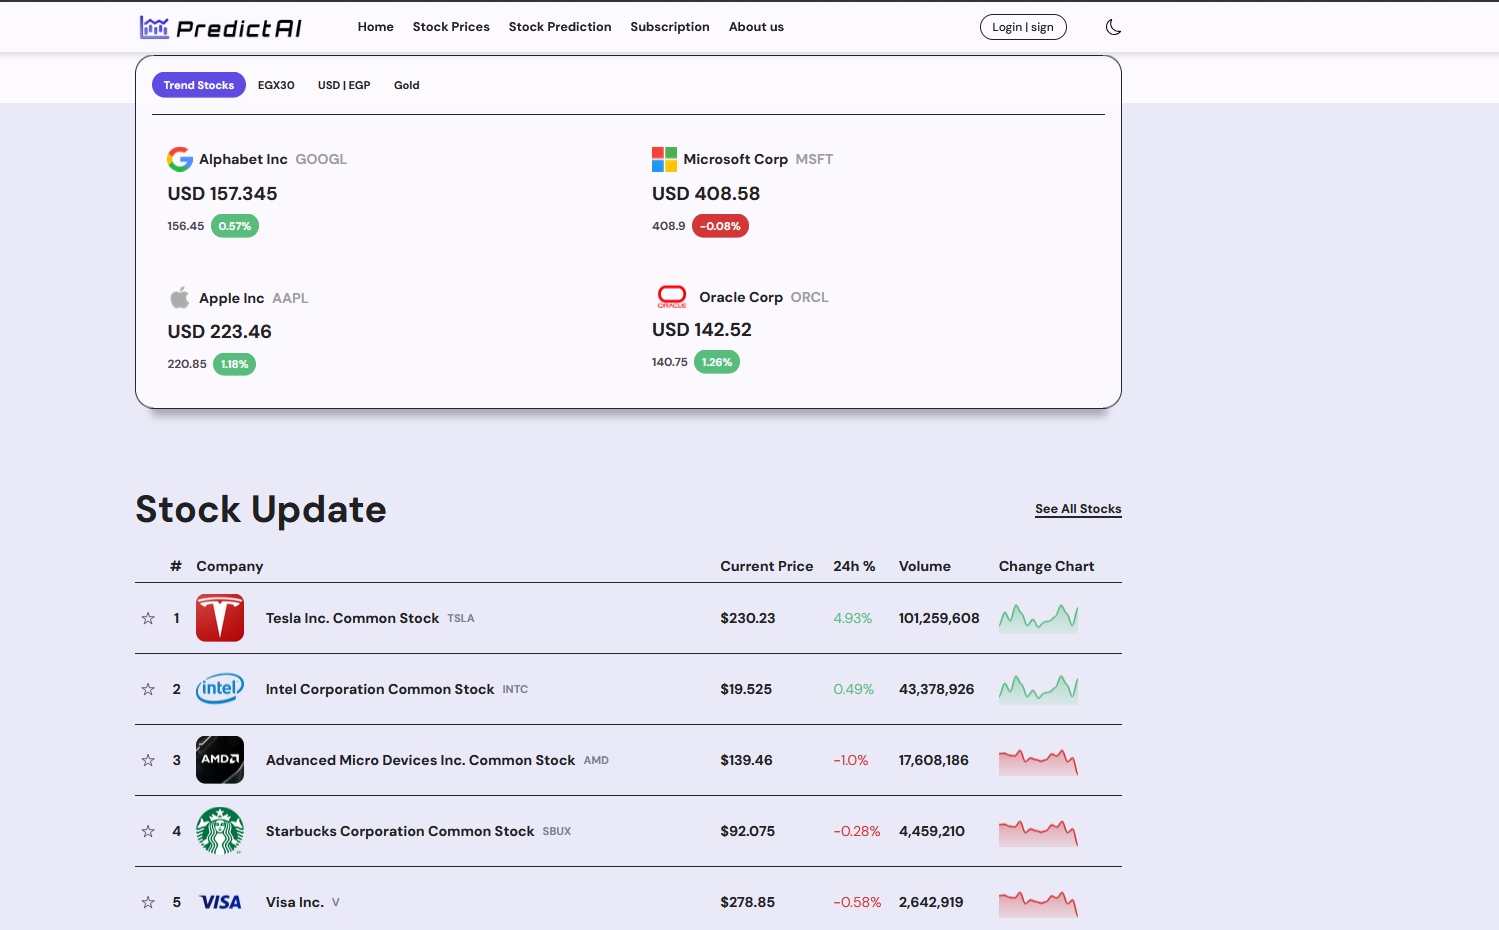 PredictAI Home Stock Prices Stock Prediction Subscription About us Login | sign
Trend Stocks EGX30 USD | EGP Gold
Alphabet Inc GOOGL
USD 157.345
156.45 0.57%
Microsoft Corp MSFT
USD 408.58
408.9 -0.08%
Apple Inc AAPL
USD 223.46
220.85 1.18%
ORACLE Oracle Corp ORCL
USD 142.52
140.75 1.26%
Stock Update See All Stocks
# Company Current Price 24h % Volume Change Chart
1 Tesla Inc. Common Stock TSLA $230.23 4.93% 101,259,608
2 intel Intel Corporation Common Stock INTC $19.525 0.49% 43,378,926
3 AMD Advanced Micro Devices Inc. Common Stock AMD $139.46 -1.0% 17,608,186
4 Starbucks Corporation Common Stock SBUX $92.075 -0.28% 4,459,210
5 VISA Visa Inc. V $278.85 -0.58% 2,642,919